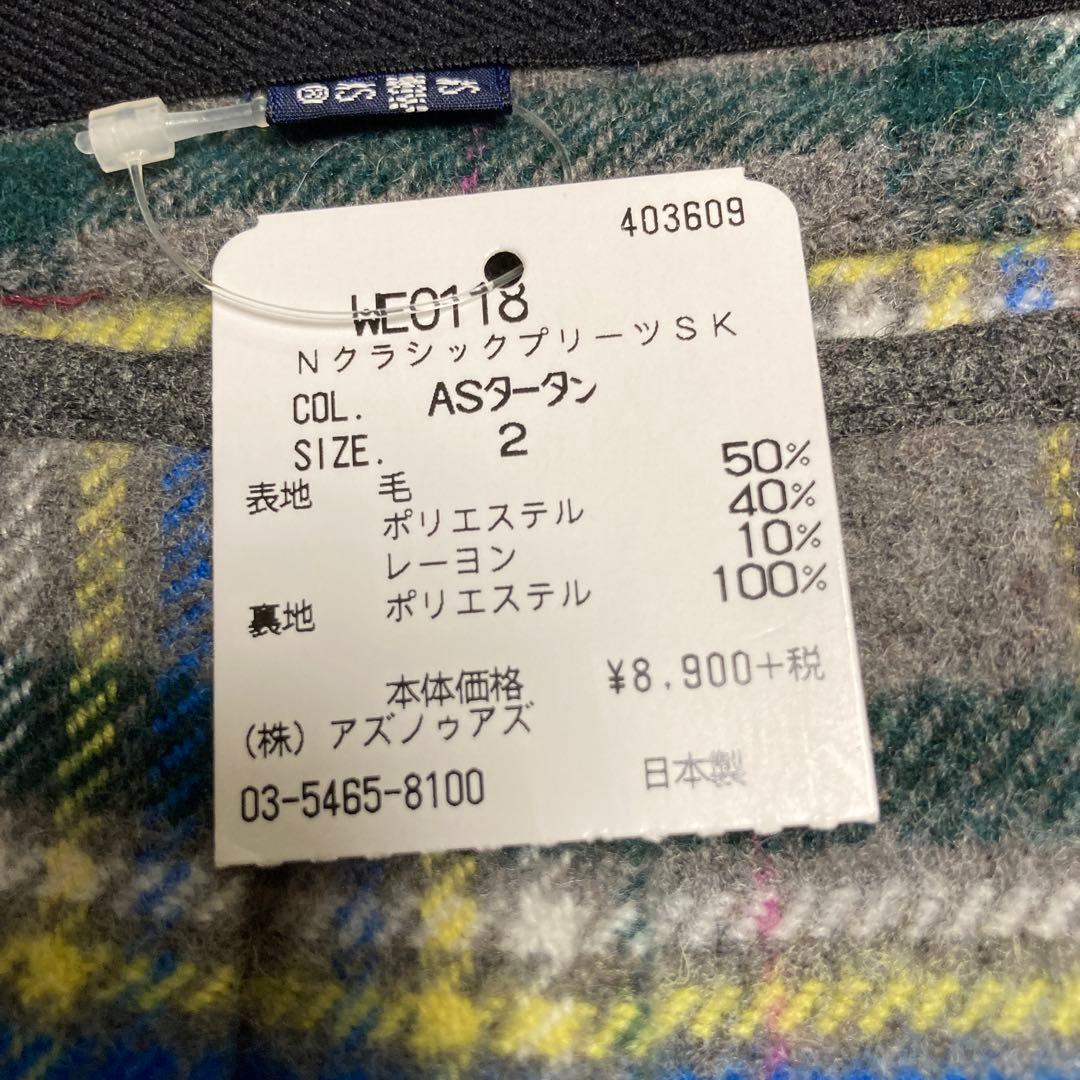 403609
WE0118
NクラシックプリーツSK
COL. ASタータン
SIZE. 2
表地 毛 50%
ポリエステル 40%
レーヨン 10%
裏地 ポリエステル 100%
本体価格 ¥8,900+税
(株)アズノゥアズ
03-5465-8100
日本製